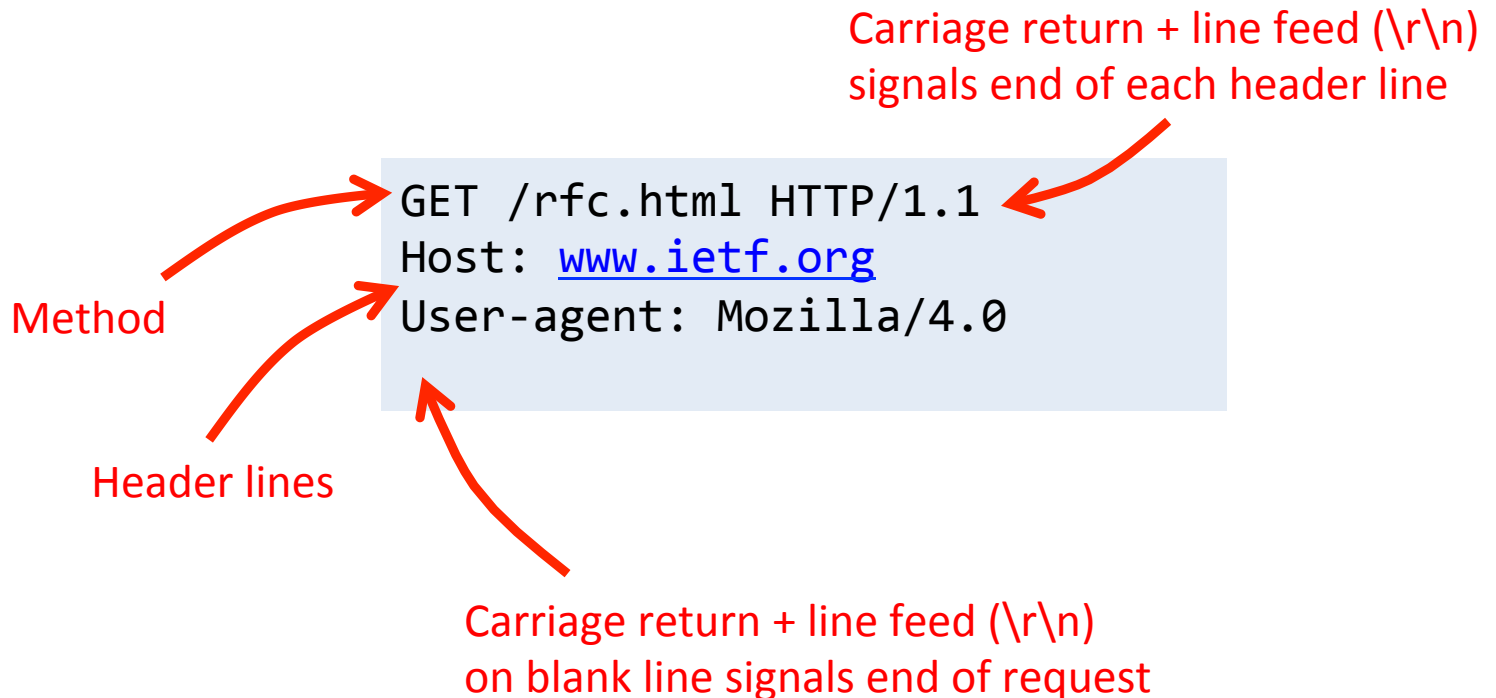 Carriage return + line feed (\r\n)
signals end of each header line
GET /rfc.html HTTP/1.1
Host: www.ietf.org
User-agent: Mozilla/4.0
Method
Header lines
Carriage return + line feed (\r\n)
on blank line signals end of request